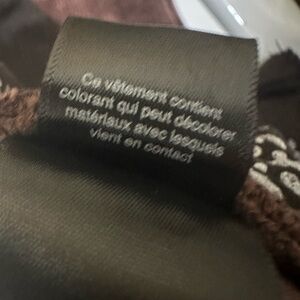 Ce vêtement contient
colorant qui peut décolorer
matériaux avec lesquels
vient en contact